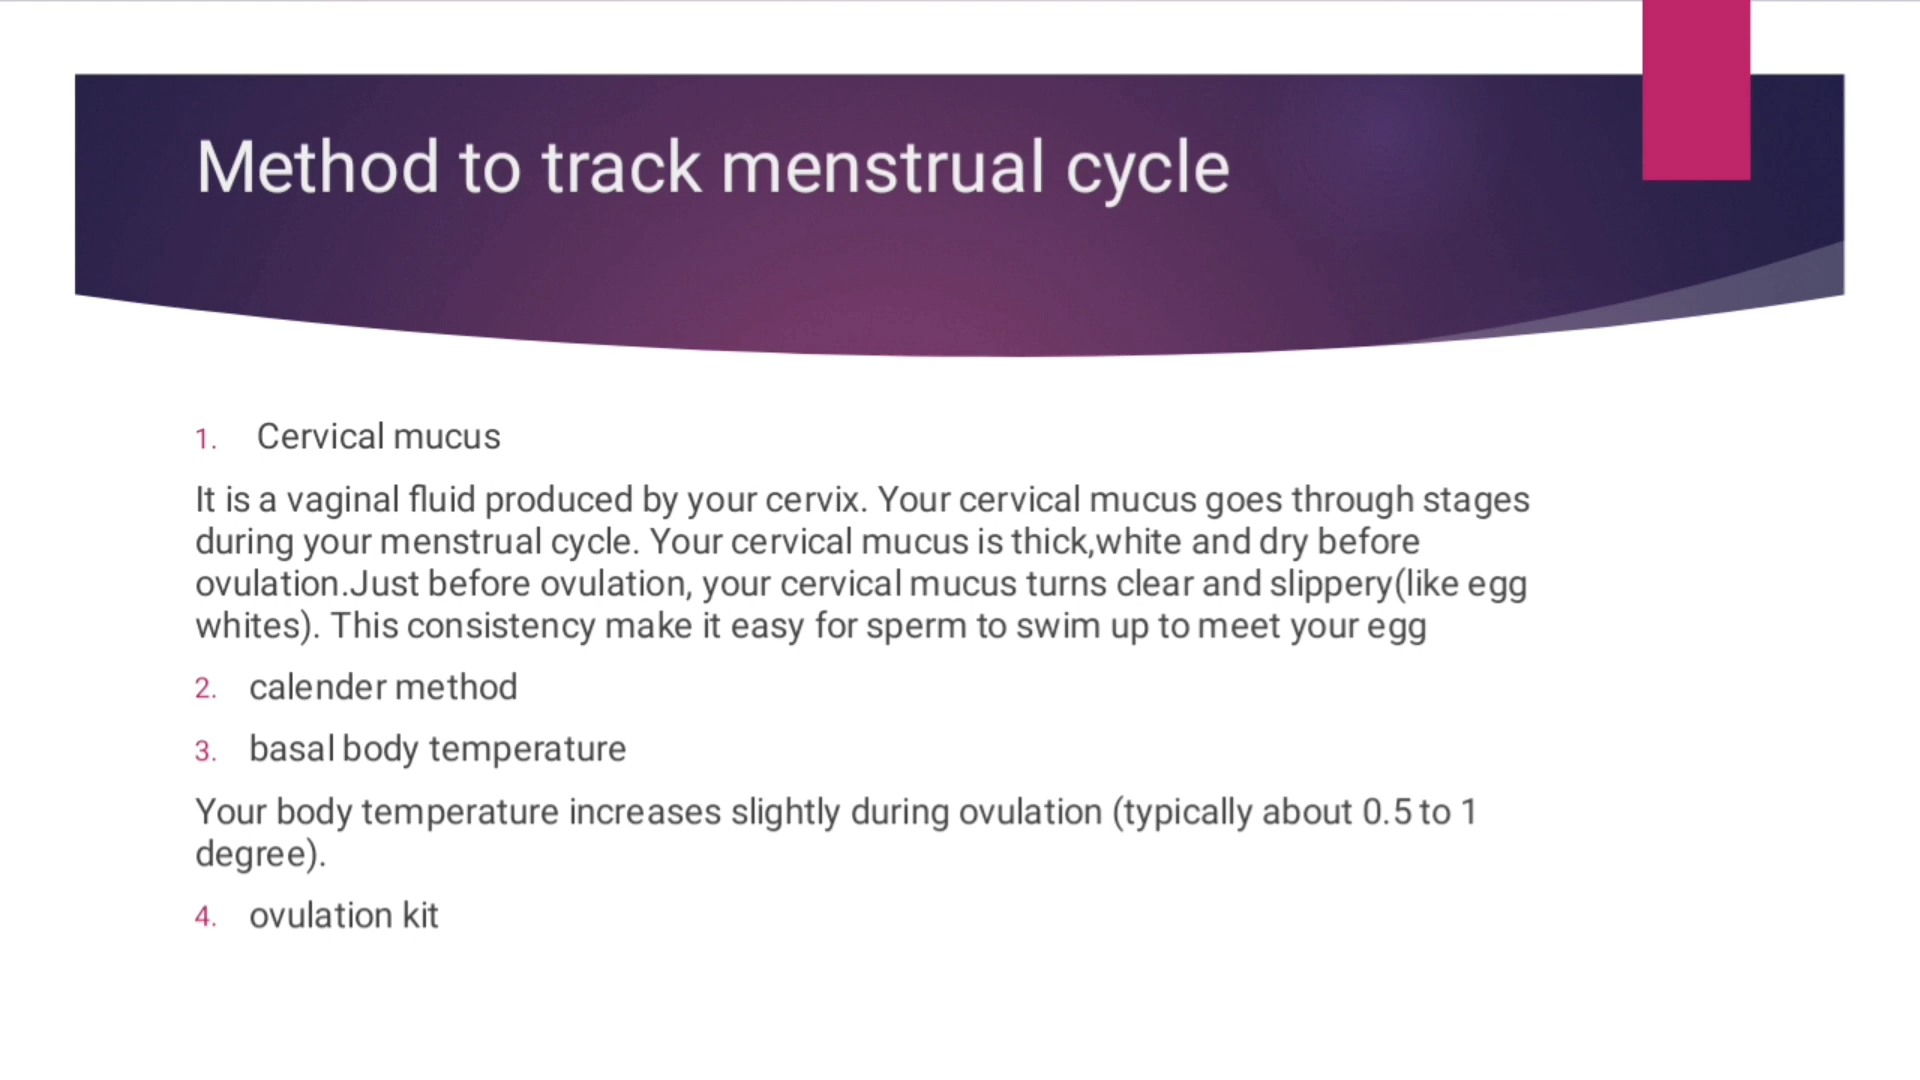 Method to track menstrual cycle
1. Cervical mucus
It is a vaginal fluid produced by your cervix. Your cervical mucus goes through stages
during your menstrual cycle. Your cervical mucus is thick,white and dry before
ovulation.Just before ovulation, your cervical mucus turns clear and slippery(like egg
whites). This consistency make it easy for sperm to swim up to meet your egg
2. calender method
3. basal body temperature
Your body temperature increases slightly during ovulation (typically about 0.5 to 1
degree).
4. ovulation kit